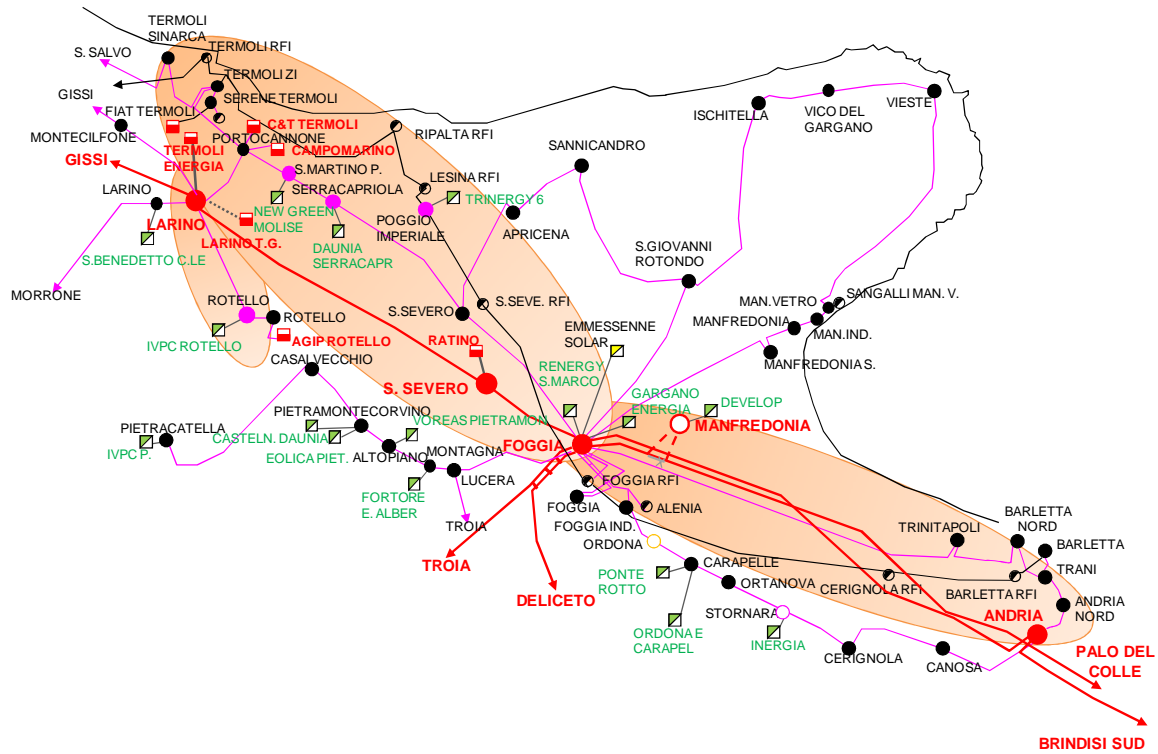 TERMOLI
SINARCA
TERMOLI RFI
S. SALVO
TERMOLI ZI
GISSI
SERENE TERMOLI
FIAT TERMOLI
MONTECILFONE
C&T TERMOLI
PORTOCANNONE
TERMOLI
ENERGIA
CAMPOMARINO
GISSI
S.MARTINO P.
LARINO
SERRACAPRIOLA
LARINO
NEW GREEN
MOLISE
LARINO T.G.
DAUNIA
SERRACAPR
S.BENEDETTO C.LE
MORRONE
RIPALTA RFI
LESINA RFI
TRINERGY 6
POGGIO
IMPERIALE
APRICENA
SANNICANDRO
ISCHITELLA
VICO DEL
GARGANO
VIESTE
S.GIOVANNI
ROTONDO
ROTELLO
ROTELLO
IVPC ROTELLO
AGIP ROTELLO
S.SEVERO
S.SEVE. RFI
EMMESSENNE
SOLAR
MAN.VETRO
SANGALLI MAN. V.
MANFREDONIA
MAN.IND.
MANFREDONIA S.
RATINO
S. SEVERO
RENERGY
S.MARCO
CASALVECCHIO
GARGANO
ENERGIA
DEVELOP
MANFREDONIA
PIETRAMONTECORVINO
VOREAS PIETRAMON.
PIETRACATELLA
CASTELN. DAUNIA
IVPC P.
EOLICA PIET.
ALTOPIANO
MONTAGNA
LUCERA
FOGGIA
FORTORE
E. ALBER
TROIA
FOGGIA RFI
FOGGIA
ALENIA
FOGGIA IND.
ORDONA
TROIA
DELICETO
CARAPELLE
PONTE
ROTTO
ORTANOVA
STORNARA
ORDONA E
CARAPEL
INERGIA
CERIGNOLA
CANOSA
TRINITAPOLI
BARLETTA
NORD
BARLETTA
TRANI
CERIGNOLA RFI
BARLETTA RFI
ANDRIA
NORD
ANDRIA
PALO DEL
COLLE
BRINDISI SUD